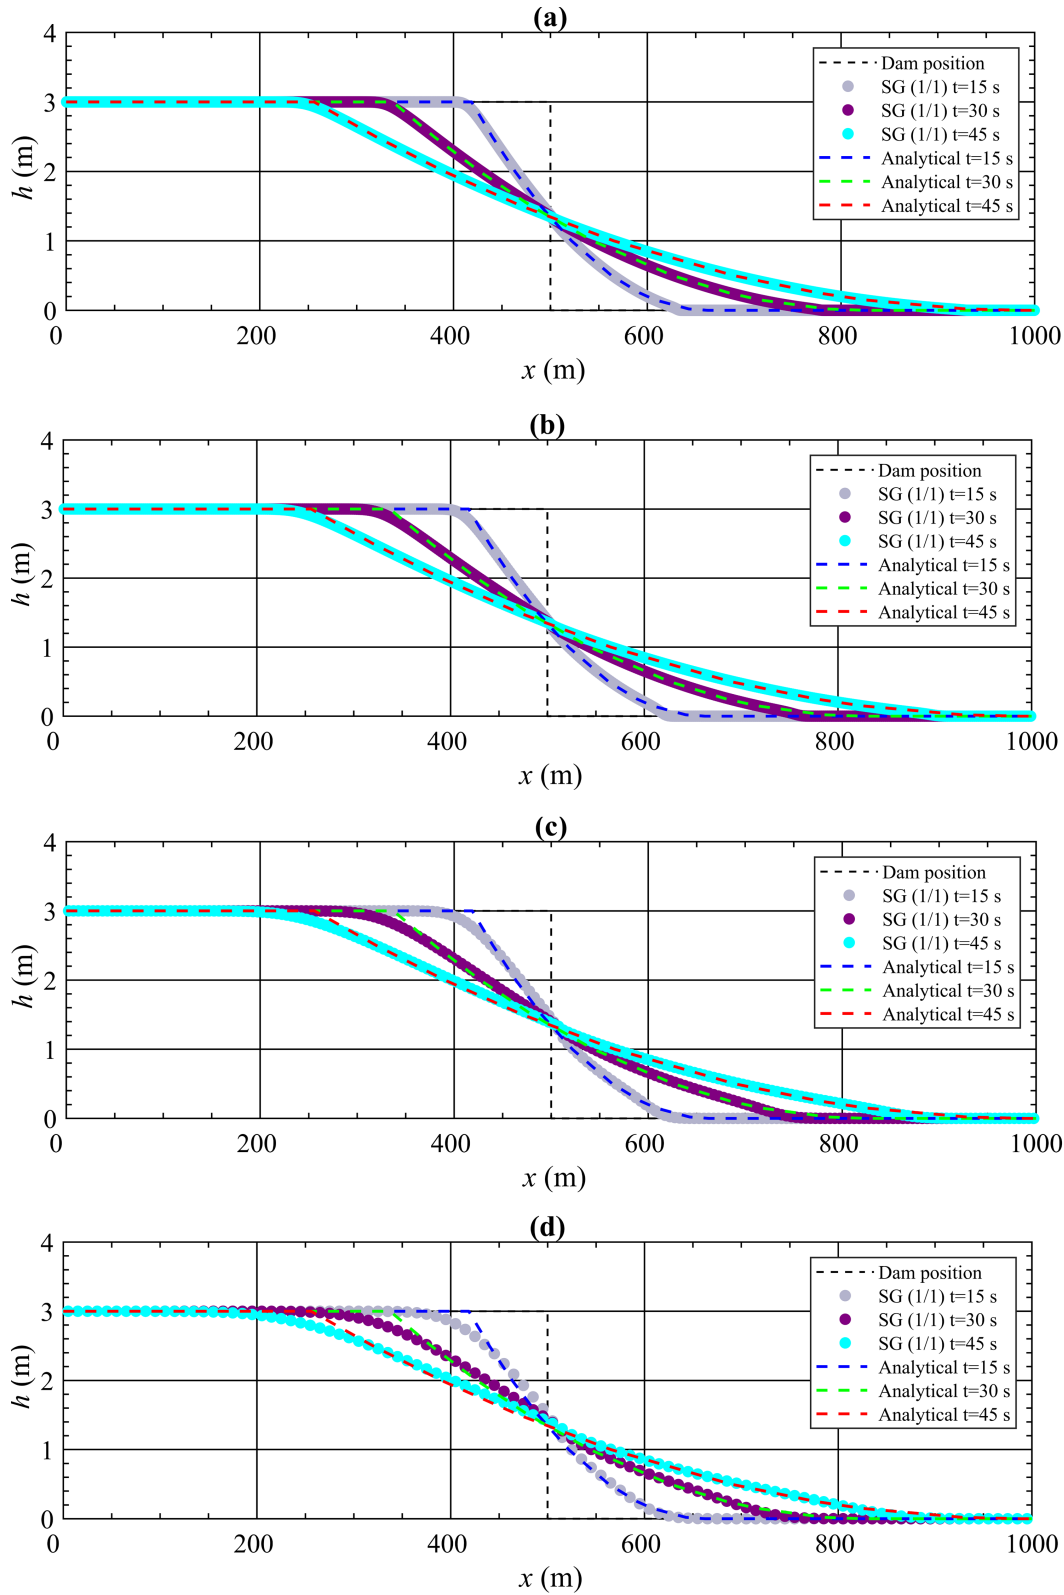 (a)
4
3
2
1
0
h (m)
Dam position
SG (1/1) t=15 s
SG (1/1) t=30 s
SG (1/1) t=45 s
Analytical t=15 s
Analytical t=30 s
Analytical t=45 s
0 200 400 600 800 1000
x (m)
(b)
4
3
2
1
0
h (m)
Dam position
SG (1/1) t=15 s
SG (1/1) t=30 s
SG (1/1) t=45 s
Analytical t=15 s
Analytical t=30 s
Analytical t=45 s
0 200 400 600 800 1000
x (m)
(c)
4
3
2
1
0
h (m)
Dam position
SG (1/1) t=15 s
SG (1/1) t=30 s
SG (1/1) t=45 s
Analytical t=15 s
Analytical t=30 s
Analytical t=45 s
0 200 400 600 800 1000
x (m)
(d)
4
3
2
1
0
h (m)
Dam position
SG (1/1) t=15 s
SG (1/1) t=30 s
SG (1/1) t=45 s
Analytical t=15 s
Analytical t=30 s
Analytical t=45 s
0 200 400 600 800 1000
x (m)